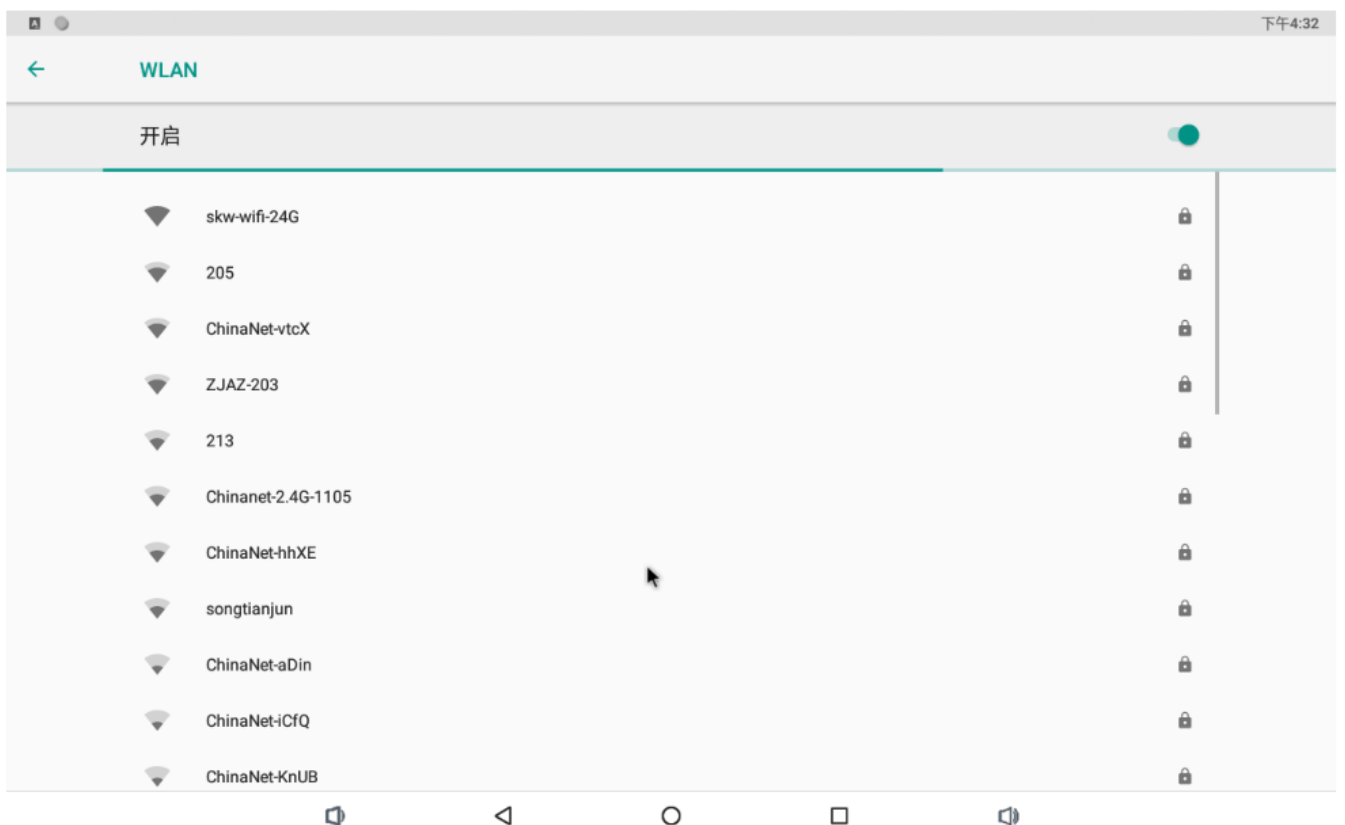 A
下午4:32
WLAN
开启
skw-wifi-24G
205
ChinaNet-vtcX
ZJAZ-203
213
Chinanet-2.4G-1105
ChinaNet-hhXE
songtianjun
ChinaNet-aDin
ChinaNet-iCfQ
ChinaNet-KnUB